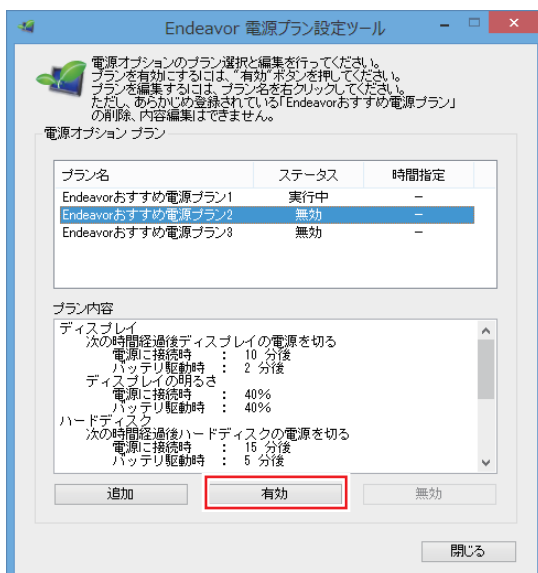 Endeavor 電源プラン設定ツール
電源オプションのプラン選択と編集を行ってください。
プランを有効にするには、“有効”ボタンを押してください。
プランを編集するには、プラン名を右クリックしてください。
ただし、あらかじめ登録されている「Endeavorおすすめ電源プラン」
の削除、内容編集はできません。
電源オプション プラン
プラン名 ステータス 時間指定
Endeavorおすすめ電源プラン1 実行中 −
Endeavorおすすめ電源プラン2 無効 −
Endeavorおすすめ電源プラン3 無効 −
プラン内容
ディスプレイ
次の時間経過後ディスプレイの電源を切る
電源に接続時 : 10 分後
バッテリ駆動時 : 2 分後
ディスプレイの明るさ
電源に接続時 : 40%
バッテリ駆動時 : 40%
ハードディスク
次の時間経過後ハードディスクの電源を切る
電源に接続時 : 15 分後
バッテリ駆動時 : 5 分後
追加 有効 無効
閉じる